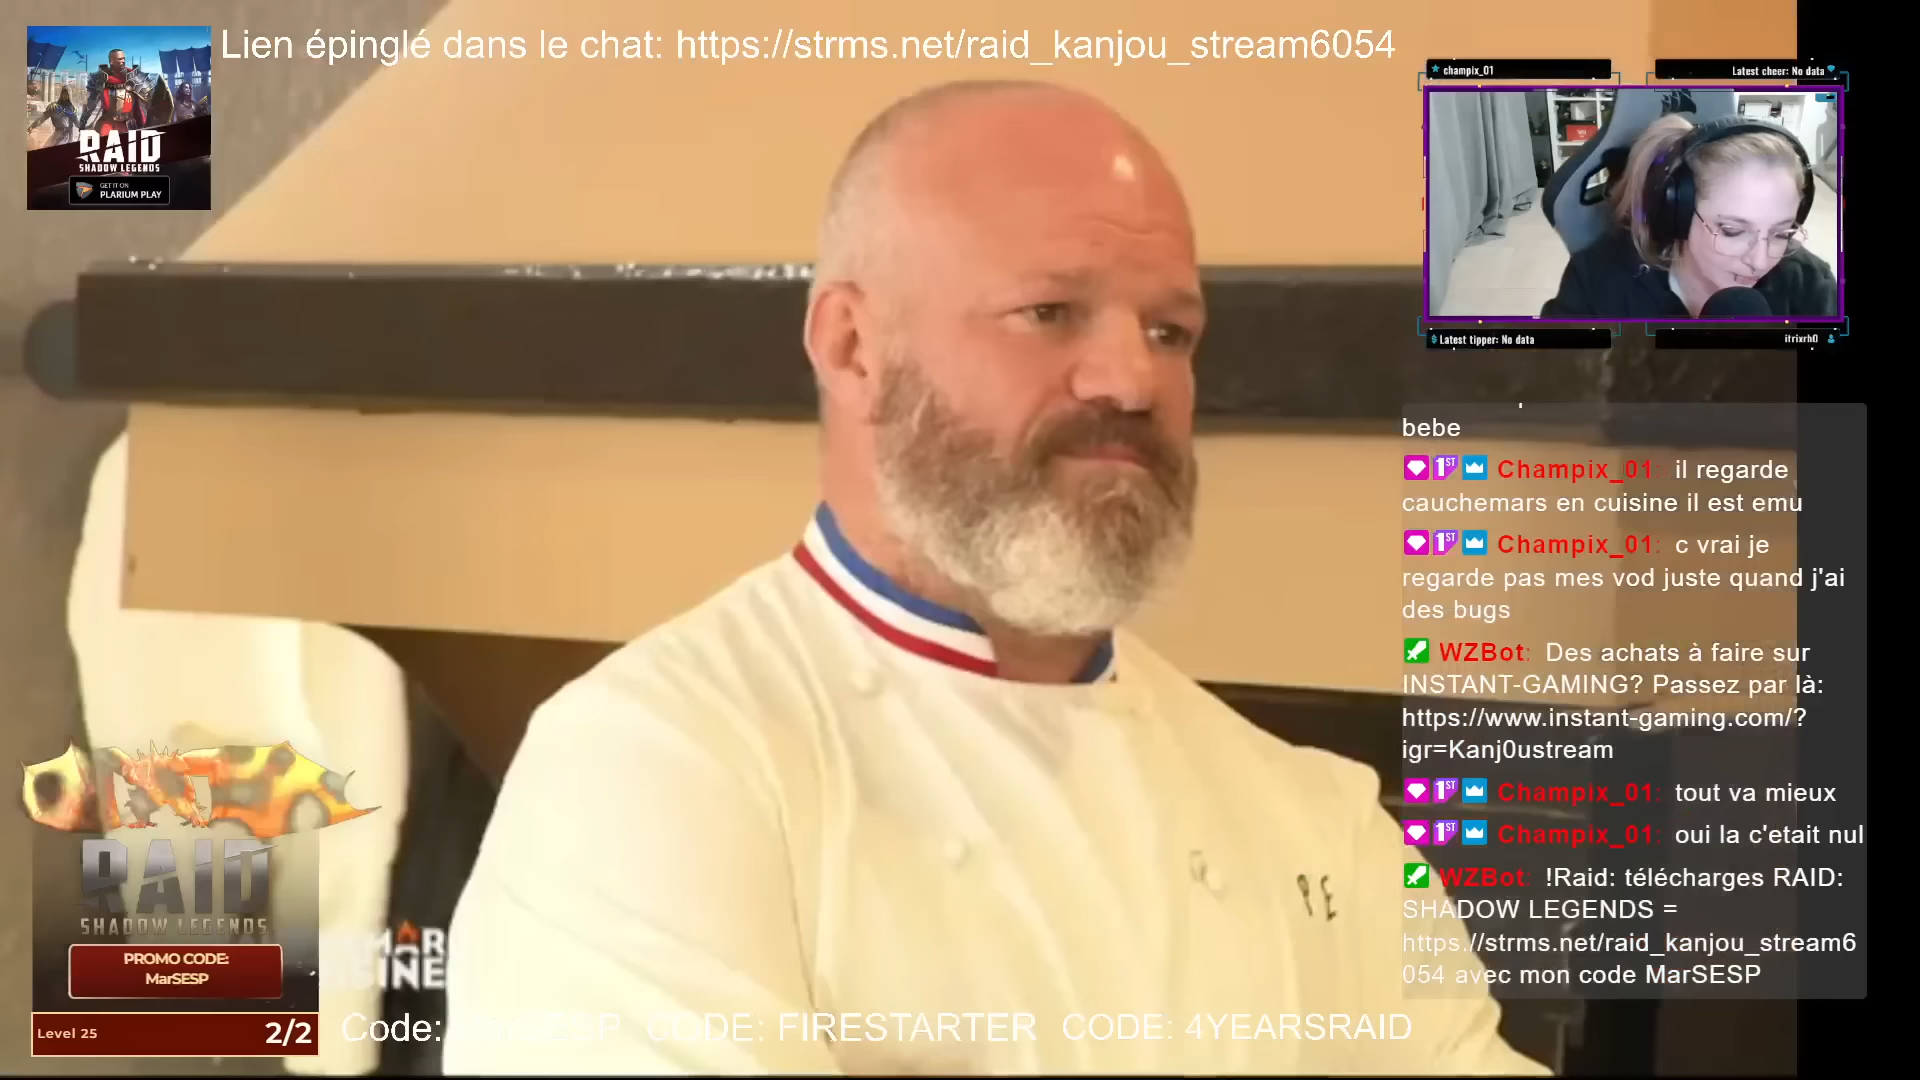 Lien épinglé dans le chat: https://strms.net/raid_kanjou_stream6054
RAID
SHADOW LEGENDS
GET IT ON
PLARIUM PLAY
champix_01
Latest cheer: No data
Latest tipper: No data
itrixrh0
bebe
Champix_01: il regarde
cauchemars en cuisine il est emu
Champix_01: c vrai je
regarde pas mes vod juste quand j'ai
des bugs
WZBot: Des achats à faire sur
INSTANT-GAMING? Passez par là:
https://www.instant-gaming.com/?
igr=Kanj0ustream
Champix_01: tout va mieux
Champix_01: oui la c'etait nul
WZBot: !Raid: télécharges RAID:
SHADOW LEGENDS =
https://strms.net/raid_kanjou_stream6
054 avec mon code MarSESP
P E
RAID
SHADOW LEGENDS
PROMO CODE:
MarSESP
Level 25
2/2
Code: CODE: FIRESTARTER CODE: 4YEARSRAID